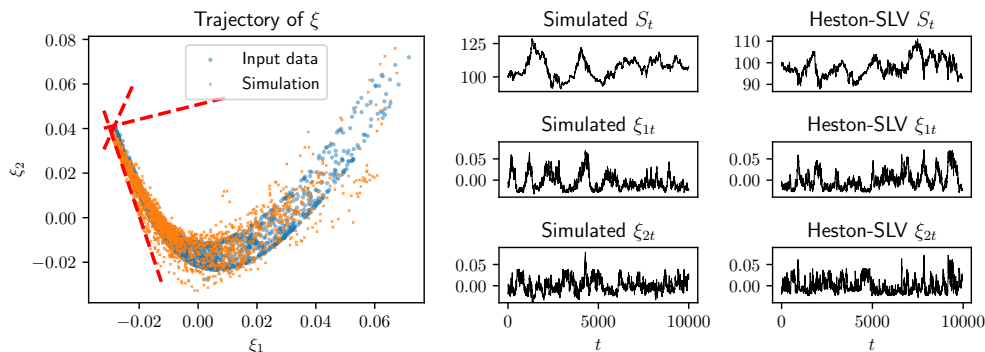 Trajectory of ξ
0.08
0.06
0.04
0.02
0.00
−0.02
ξ2
−0.02
0.00
0.02
0.04
0.06
ξ1
Input data
Simulation
Simulated St
125
100
Heston-SLV St
110
100
90
Simulated ξ1t
0.05
0.00
Heston-SLV ξ1t
0.05
0.00
Simulated ξ2t
0.05
0.00
0
5000
10000
t
Heston-SLV ξ2t
0.05
0.00
0
5000
10000
t